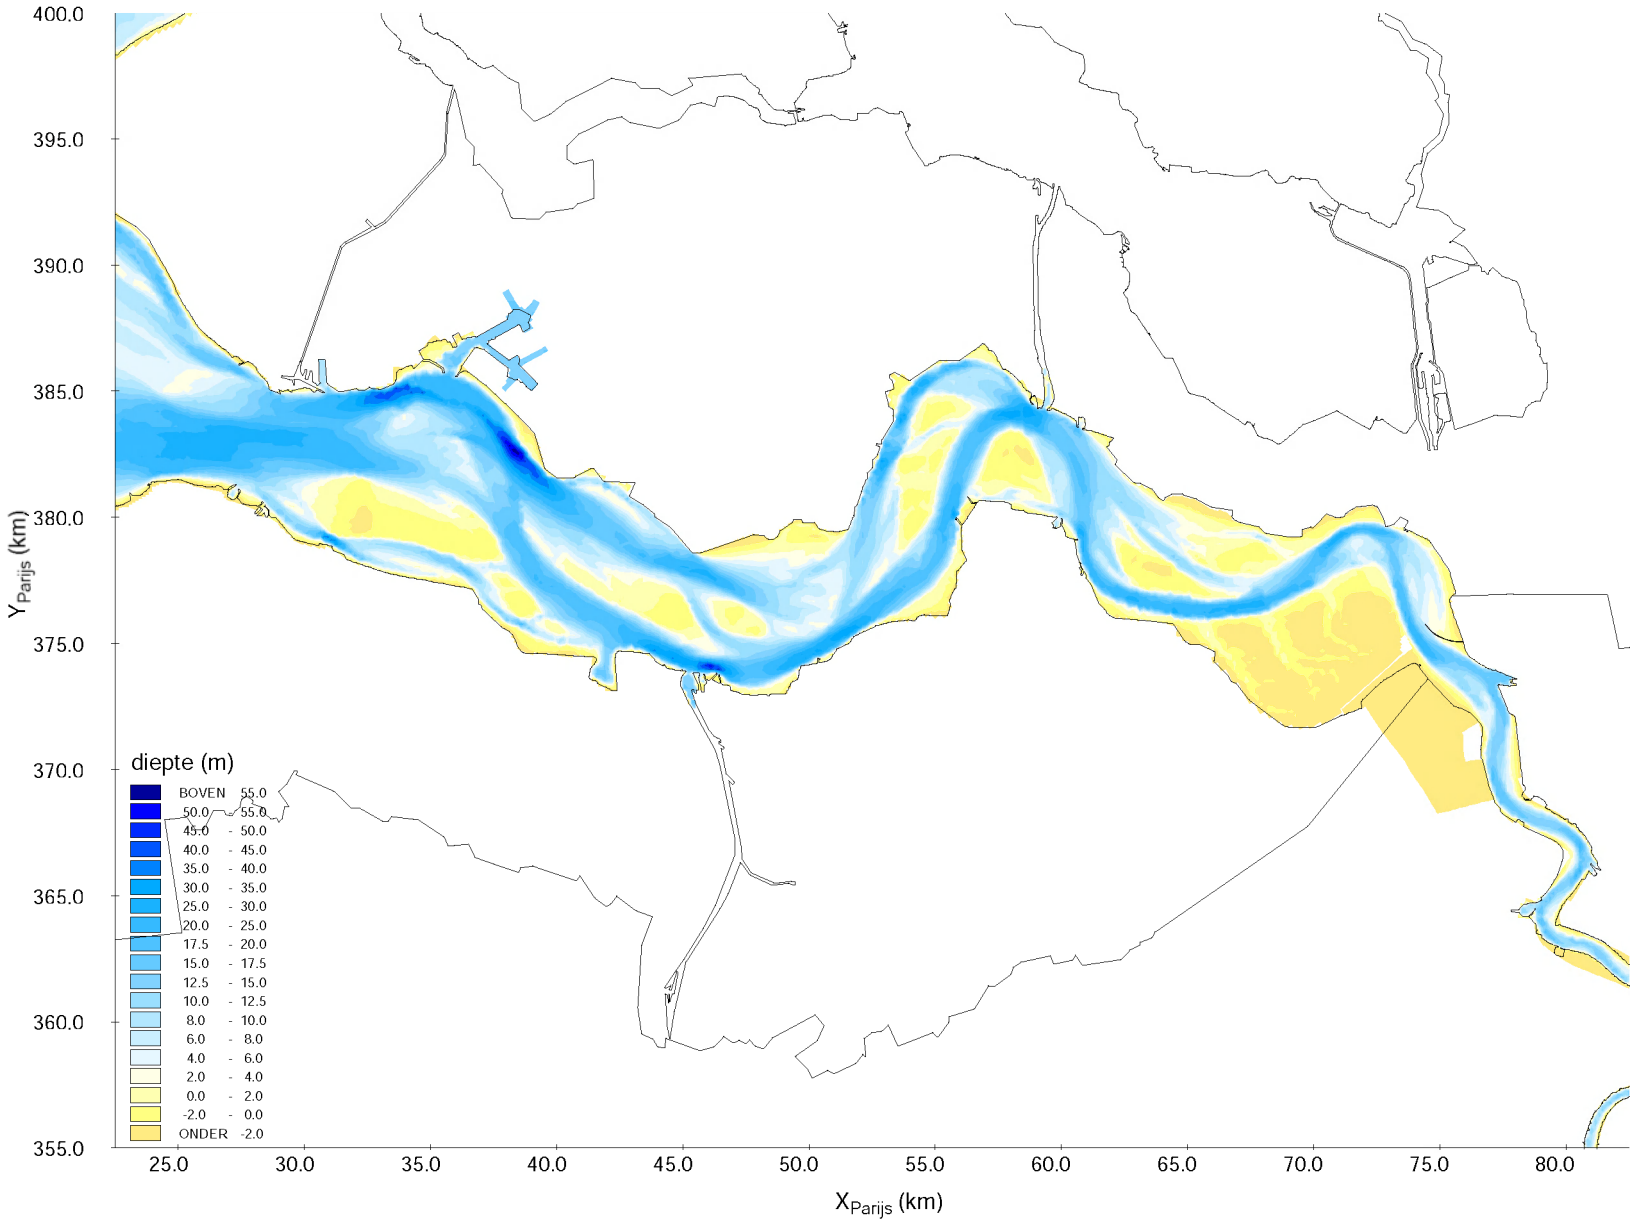 400.0
395.0
390.0
385.0
380.0
375.0
370.0
365.0
360.0
355.0
Y Parijs (km)
diepte (m)
BOVEN 55.0
50.0 - 55.0
45.0 - 50.0
40.0 - 45.0
35.0 - 40.0
30.0 - 35.0
25.0 - 30.0
20.0 - 25.0
17.5 - 20.0
15.0 - 17.5
12.5 - 15.0
10.0 - 12.5
8.0 - 10.0
6.0 - 8.0
4.0 - 6.0
2.0 - 4.0
0.0 - 2.0
-2.0 - 0.0
ONDER -2.0
25.0 30.0 35.0 40.0 45.0 50.0 55.0 60.0 65.0 70.0 75.0 80.0
X Parijs (km)